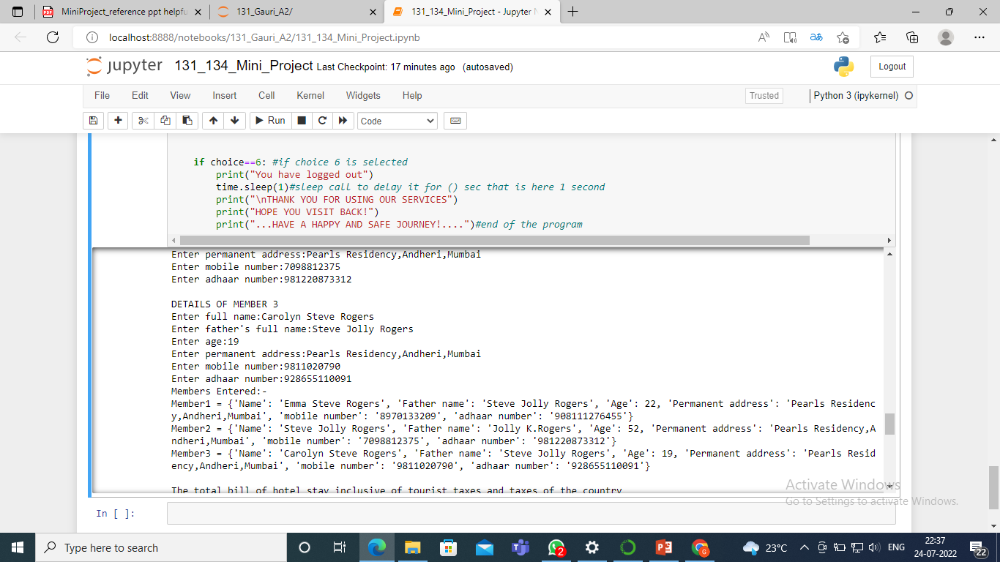 MiniProject_reference ppt helpfu
131_Gauri_A2/
131_134_Mini_Project - Jupyter N
localhost:8888/notebooks/131_Gauri_A2/131_134_Mini_Project.ipynb
jupyter 131_134_Mini_Project Last Checkpoint: 17 minutes ago (autosaved)
Logout
File Edit View Insert Cell Kernel Widgets Help
Trusted
Python 3 (ipykernel)
Run
Code
if choice==6: #if choice 6 is selected
print("You have logged out")
time.sleep(1)#sleep call to delay it for () sec that is here 1 second
print("\nTHANK YOU FOR USING OUR SERVICES")
print("HOPE YOU VISIT BACK!")
print("...HAVE A HAPPY AND SAFE JOURNEY!....")#end of the program
Enter permanent address:Pearls Residency,Andheri,Mumbai
Enter mobile number:7098812375
Enter adhaar number:981220873312
DETAILS OF MEMBER 3
Enter full name:Carolyn Steve Rogers
Enter father's full name:Steve Jolly Rogers
Enter age:19
Enter permanent address:Pearls Residency,Andheri,Mumbai
Enter mobile number:9811020790
Enter adhaar number:928655110091
Members Entered:-
Member1 = {'Name': 'Emma Steve Rogers', 'Father name': 'Steve Jolly Rogers', 'Age': 22, 'Permanent address': 'Pearls Residenc
y,Andheri,Mumbai', 'mobile number': '8970133209', 'adhaar number': '908111276455'}
Member2 = {'Name': 'Steve Jolly Rogers', 'Father name': 'Jolly K.Rogers', 'Age': 52, 'Permanent address': 'Pearls Residency,A
ndheri,Mumbai', 'mobile number': '7098812375', 'adhaar number': '981220873312'}
Member3 = {'Name': 'Carolyn Steve Rogers', 'Father name': 'Steve Jolly Rogers', 'Age': 19, 'Permanent address': 'Pearls Resid
ency,Andheri,Mumbai', 'mobile number': '9811020790', 'adhaar number': '928655110091'}
The total bill of hotel stay inclusive of tourist taxes and taxes of the country
Activate Windows
Go to Settings to activate Windows.
In [ ]:
Type here to search
2
G
23°C
ENG
22:37
24-07-2022
22